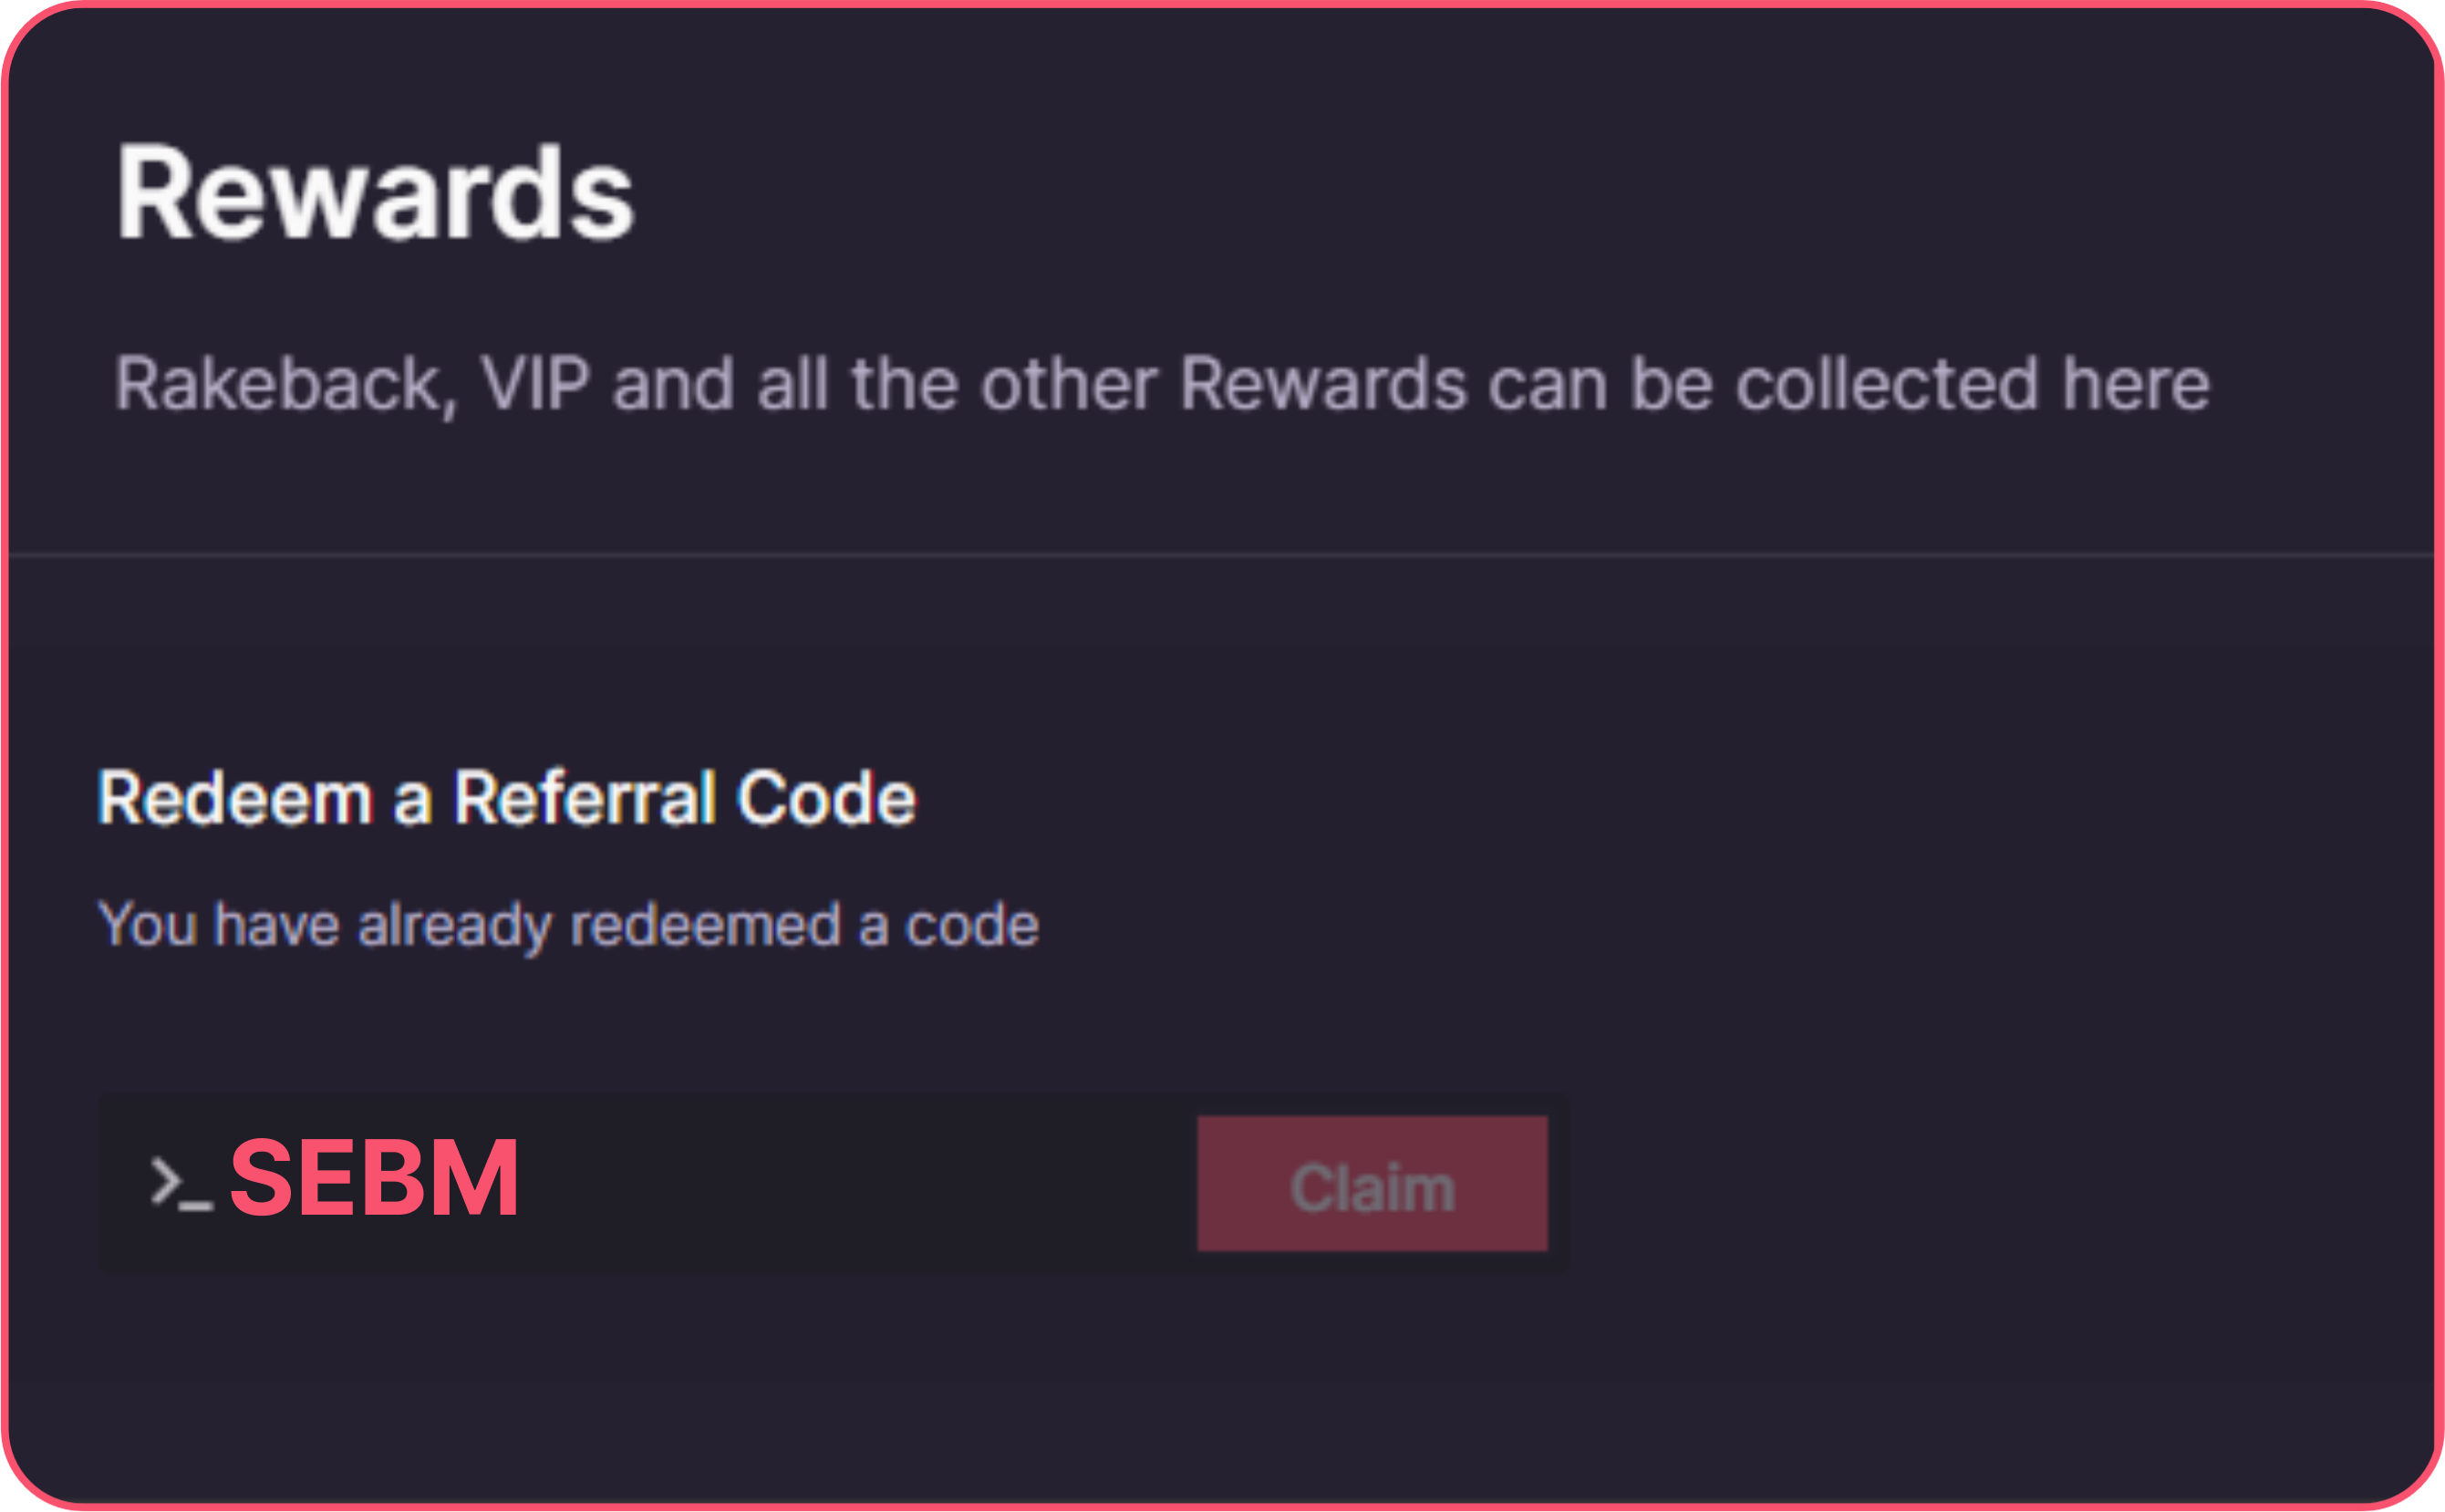 Rewards
Rakeback, VIP and all the other Rewards can be collected here
Redeem a Referral Code
You have already redeemed a code
>_ SEBM
Claim